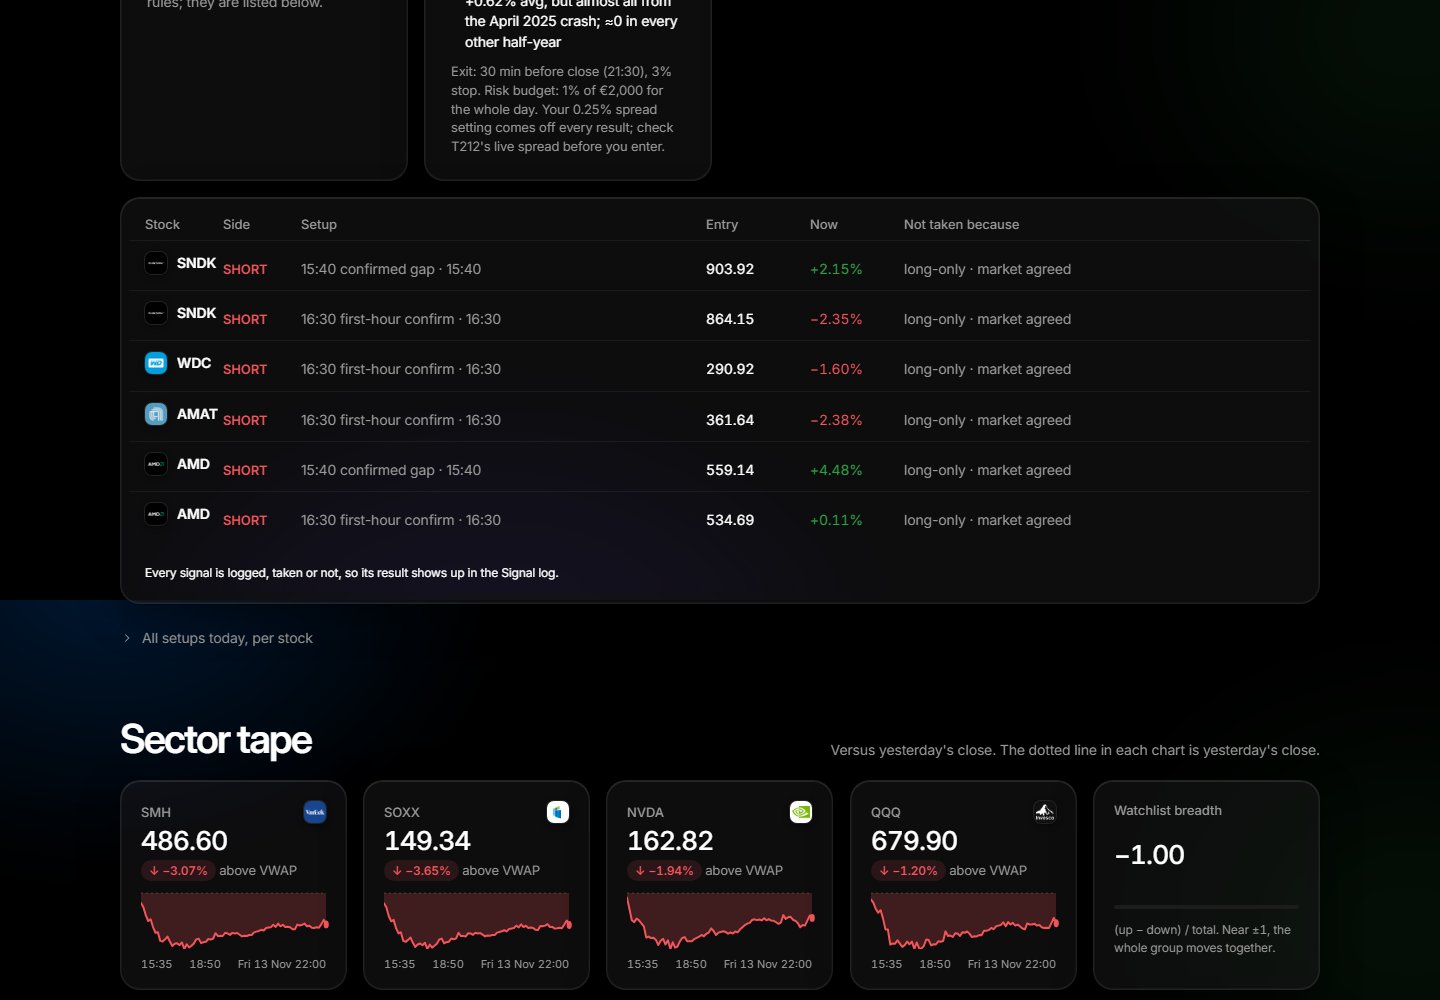 rules; they are listed below.
+0.62% avg, but almost all from
the April 2025 crash; ≈0 in every
other half-year
Exit: 30 min before close (21:30), 3%
stop. Risk budget: 1% of €2,000 for
the whole day. Your 0.25% spread
setting comes off every result; check
T212's live spread before you enter.
Stock Side Setup Entry Now Not taken because
SNDK SHORT 15:40 confirmed gap · 15:40 903.92 +2.15% long-only · market agreed
SNDK SHORT 16:30 first-hour confirm · 16:30 864.15 −2.35% long-only · market agreed
WDC SHORT 16:30 first-hour confirm · 16:30 290.92 −1.60% long-only · market agreed
AMAT SHORT 16:30 first-hour confirm · 16:30 361.64 −2.38% long-only · market agreed
AMD SHORT 15:40 confirmed gap · 15:40 559.14 +4.48% long-only · market agreed
AMD SHORT 16:30 first-hour confirm · 16:30 534.69 +0.11% long-only · market agreed
Every signal is logged, taken or not, so its result shows up in the Signal log.
All setups today, per stock
Sector tape
Versus yesterday's close. The dotted line in each chart is yesterday's close.
SMH
486.60
↓ −3.07% above VWAP
15:35 18:50 Fri 13 Nov 22:00
SOXX
149.34
↓ −3.65% above VWAP
15:35 18:50 Fri 13 Nov 22:00
NVDA
162.82
↓ −1.94% above VWAP
15:35 18:50 Fri 13 Nov 22:00
QQQ
679.90
↓ −1.20% above VWAP
15:35 18:50 Fri 13 Nov 22:00
Watchlist breadth
−1.00
(up − down) / total. Near ±1, the
whole group moves together.